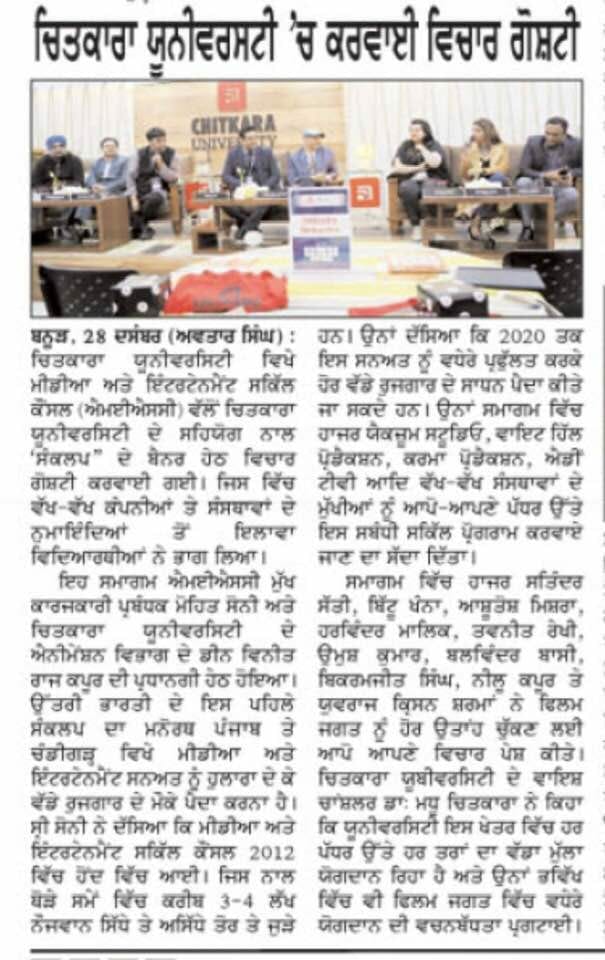 ਚਿਤਕਾਰਾ ਯੂਨੀਵਰਸਟੀ 'ਚ ਕਰਵਾਈ ਵਿਚਾਰ ਗੋਸ਼ਟੀ
CHITKARA
UNIVERSITY
ਬਨੂੜ, 28 ਦਸੰਬਰ (ਅਵਤਾਰ ਸਿੰਘ) :
ਚਿਤਕਾਰਾ ਯੂਨੀਵਰਸਿਟੀ ਵਿਖੇ
ਮੀਡੀਆ ਅਤੇ ਇੰਟਰਟੇਨਮੈਂਟ ਸਕਿੱਲ
ਕੌਂਸਲ (ਐਮਈਐਸਸੀ) ਵੱਲੋਂ ਚਿਤਕਾਰਾ
ਯੂਨੀਵਰਸਿਟੀ ਦੇ ਸਹਿਯੋਗ ਨਾਲ
'ਸੰਕਲਪ" ਦੇ ਬੈਨਰ ਹੇਠ ਵਿਚਾਰ
ਗੋਸ਼ਟੀ ਕਰਵਾਈ ਗਈ। ਜਿਸ ਵਿੱਚ
ਵੱਖ-ਵੱਖ ਕੰਪਨੀਆਂ ਤੇ ਸੰਸਥਾਵਾਂ ਦੇ
ਨੁਮਾਇੰਦਿਆਂ ਤੋਂ ਇਲਾਵਾ
ਵਿਦਿਆਰਥੀਆਂ ਨੇ ਭਾਗ ਲਿਆ।
ਇਹ ਸਮਾਗਮ ਐਮਈਐਸਸੀ ਮੁੱਖ
ਕਾਰਜਕਾਰੀ ਪ੍ਰਬੰਧਕ ਮੋਹਿਤ ਸੋਨੀ ਅਤੇ
ਚਿਤਕਾਰਾ ਯੂਨੀਵਰਸਿਟੀ ਦੇ
ਐਨੀਮੇਸ਼ਨ ਵਿਭਾਗ ਦੇ ਡੀਨ ਵਿਨੀਤ
ਰਾਜ ਕਪੂਰ ਦੀ ਪ੍ਰਧਾਨਗੀ ਹੇਠ ਹੋਇਆ।
ਉੱਤਰੀ ਭਾਰਤੀ ਦੇ ਇਸ ਪਹਿਲੇ
ਸੰਕਲਪ ਦਾ ਮਨੋਰਥ ਪੰਜਾਬ ਤੇ
ਚੰਡੀਗੜ੍ਹ ਵਿਖੇ ਮੀਡੀਆ ਅਤੇ
ਇੰਟਰਟੇਨਮੈਂਟ ਸਨਅਤ ਨੂੰ ਹੁਲਾਰਾ ਦੇ ਕੇ
ਵੱਡੇ ਰੁਜਗਾਰ ਦੇ ਮੌਕੇ ਪੈਦਾ ਕਰਨਾ ਹੈ।
ਸ੍ਰੀ ਸੋਨੀ ਨੇ ਦੱਸਿਆ ਕਿ ਮੀਡੀਆ ਅਤੇ
ਇੰਟਰਟੇਨਮੈਂਟ ਸਕਿੱਲ ਕੌਂਸਲ 2012
ਵਿੱਚ ਹੋਂਦ ਵਿੱਚ ਆਈ। ਜਿਸ ਨਾਲ
ਥੋੜੇ ਸਮੇਂ ਵਿੱਚ ਕਰੀਬ 3-4 ਲੱਖ
ਨੌਜਵਾਨ ਸਿੱਧੇ ਤੇ ਅਸਿੱਧੇ ਤੋਰ ਤੇ ਜੁੜੇ
ਹਨ। ਉਨਾਂ ਦੱਸਿਆ ਕਿ 2020 ਤਕ
ਇਸ ਸਨਅਤ ਨੂੰ ਵਧੇਰੇ ਪ੍ਰਫੁੱਲਤ ਕਰਕੇ
ਹੋਰ ਵੱਡੇ ਰੁਜਗਾਰ ਦੇ ਸਾਧਨ ਪੈਦਾ ਕੀਤੇ
ਜਾ ਸਕਦੇ ਹਨ। ਉਨਾਂ ਸਮਾਗਮ ਵਿੱਚ
ਹਾਜਰ ਯੈਕਜੂਮ ਸਟੂਡਿਓ, ਵਾਇਟ ਹਿੱਲ
ਪ੍ਰੋਡੈਕਸ਼ਨ, ਕਰਮਾ ਪ੍ਰੋਡੈਕਸ਼ਨ, ਐਡੀਂ
ਟੀਵੀ ਆਦਿ ਵੱਖ-ਵੱਖ ਸੰਸਥਾਵਾਂ ਦੇ
ਮੁੱਖੀਆਂ ਨੂੰ ਆਪੋ-ਆਪਣੇ ਪੱਧਰ ਉੱਤੇ
ਇਸ ਸਬੰਧੀ ਸਕਿੱਲ ਪ੍ਰੋਗਰਾਮ ਕਰਵਾਏ
ਜਾਣ ਦਾ ਸੱਦਾ ਦਿੱਤਾ।
ਸਮਾਗਮ ਵਿੱਚ ਹਾਜਰ ਸਤਿੰਦਰ
ਸੱਤੀ, ਬਿੱਟੂ ਖੰਨਾ, ਆਸ਼ੂਤੋਸ਼ ਮਿਸ਼ਰਾ,
ਹਰਵਿੰਦਰ ਮਾਲਿਕ, ਤਵਨੀਤ ਰੇਖੀ,
ਉਮੁਸ਼ ਕੁਮਾਰ, ਬਲਵਿੰਦਰ ਬਾਸੀ,
ਬਿਕਰਮਜੀਤ ਸਿੰਘ, ਨੀਲੂ ਕਪੂਰ ਤੇ
ਯੁਵਰਾਜ ਕ੍ਰਿਸਨ ਸ਼ਰਮਾਂ ਨੇ ਫਿਲਮ
ਜਗਤ ਨੂੰ ਹੋਰ ਉਤਾਂਹ ਚੁੱਕਣ ਲਈ
ਆਪੋ ਆਪਣੇ ਵਿਚਾਰ ਪੇਸ਼ ਕੀਤੇ।
ਚਿਤਕਾਰਾ ਯੂਬੀਵਰਸਿਟੀ ਦੇ ਵਾਇਸ਼
ਚਾਂਸ਼ਲਰ ਡਾ: ਮਧੂ ਚਿਤਕਾਰਾ ਨੇ ਕਿਹਾ
ਕਿ ਯੂਨੀਵਰਸਿਟੀ ਇਸ ਖੇਤਰ ਵਿੱਚ ਹਰ
ਪੱਧਰ ਉੱਤੇ ਹਰ ਤਰਾਂ ਦਾ ਵੱਡਾ ਮੁੱਲਾ
ਯੋਗਦਾਨ ਰਿਹਾ ਹੈ ਅਤੇ ਉਨਾਂ ਭਵਿੱਖ
ਵਿੱਚ ਵੀ ਫਿਲਮ ਜਗਤ ਵਿੱਚ ਵਧੇਰੇ
ਯੋਗਦਾਨ ਦੀ ਵਚਨਬੱਧਤਾ ਪ੍ਰਗਟਾਈ।